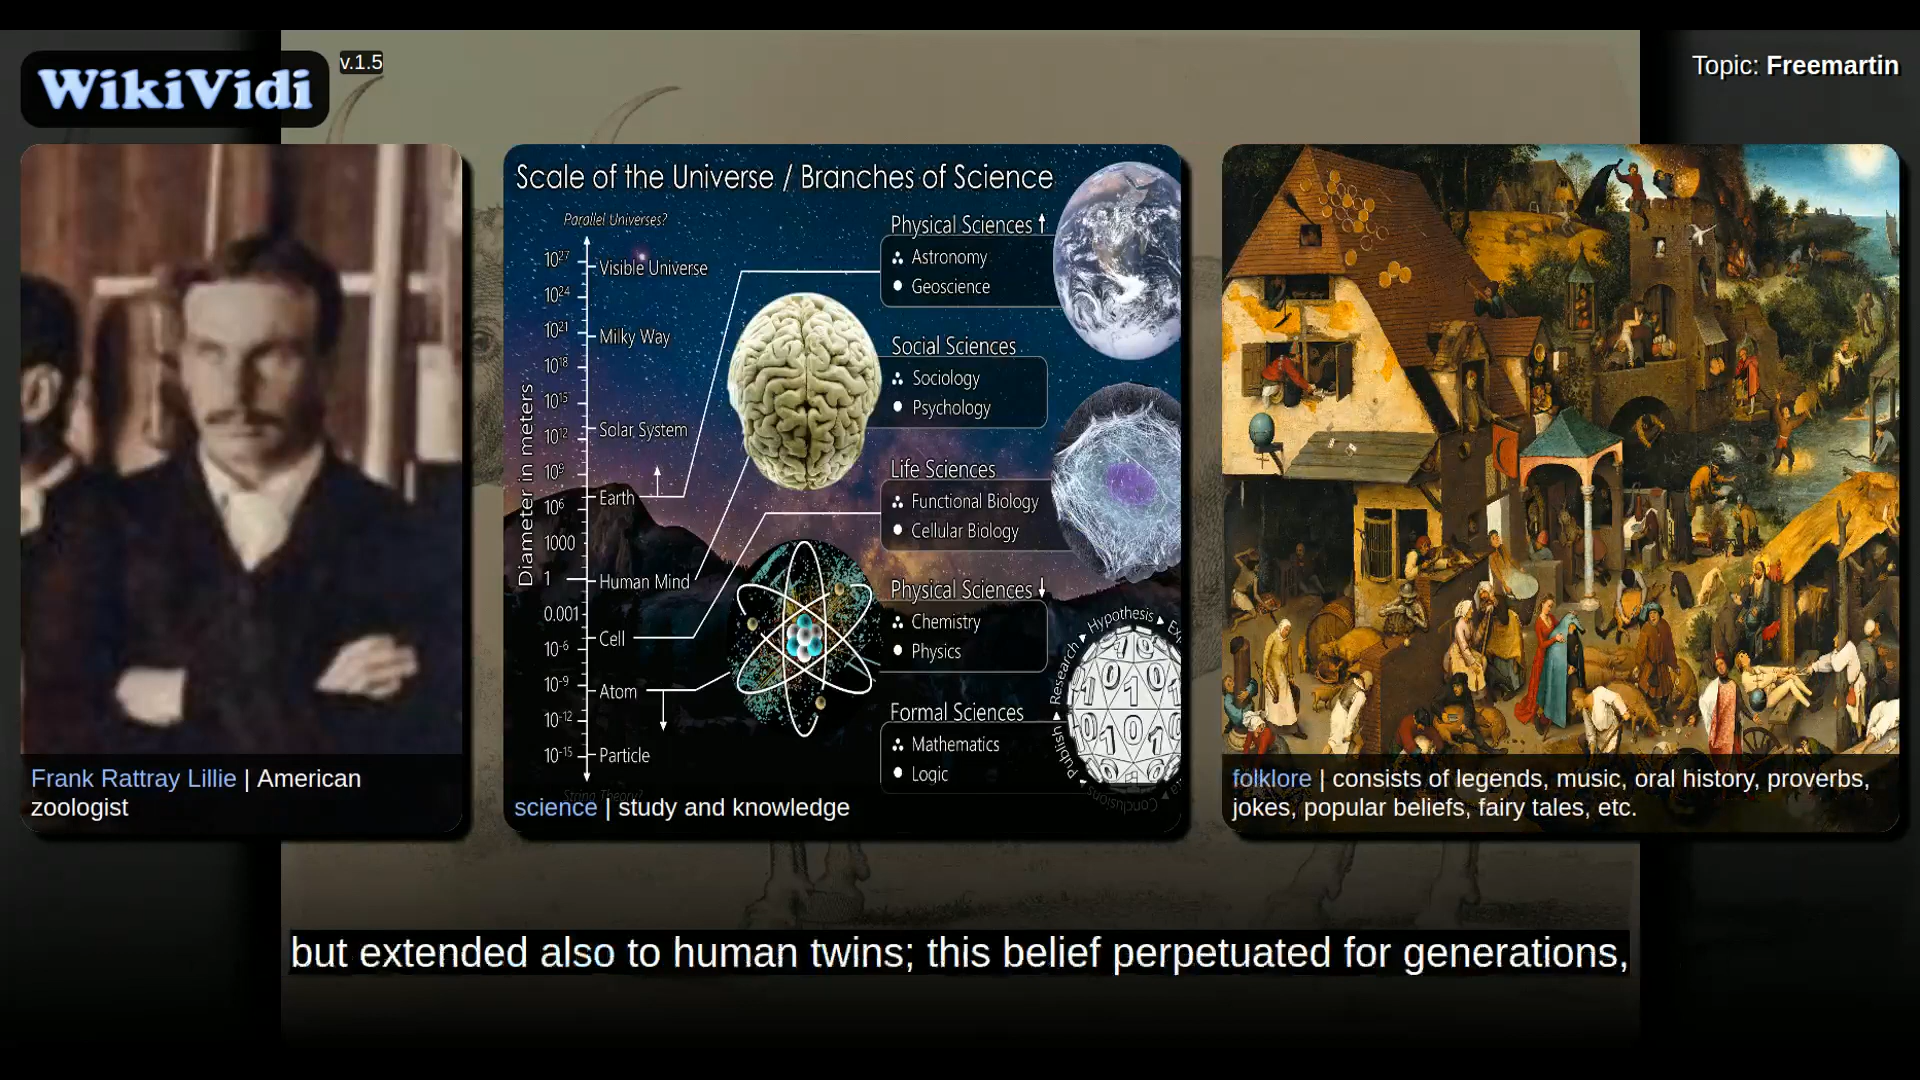 WikiVidi
v.1.5
Topic: Freemartin
Frank Rattray Lillie | American
zoologist
Scale of the Universe / Branches of Science
Parallel Universes?
Diameter in meters
10²⁷
Visible Universe
10²⁴
10²¹
Milky Way
10¹⁸
10¹⁵
Solar System
10¹²
10⁹
Earth
10⁶
1000
1
Human Mind
0.001
Cell
10⁻⁶
10⁻⁹
Atom
10⁻¹²
Particle
10⁻¹⁵
String Theory?
Physical Sciences ↑
Astronomy
Geoscience
Social Sciences
Sociology
Psychology
Life Sciences
Functional Biology
Cellular Biology
Physical Sciences ↓
Chemistry
Physics
Formal Sciences
Mathematics
Logic
Publish ▸ Research ▸ Hypothesis ▸
Conclusions
science | study and knowledge
folklore | consists of legends, music, oral history, proverbs,
jokes, popular beliefs, fairy tales, etc.
but extended also to human twins; this belief perpetuated for generations,